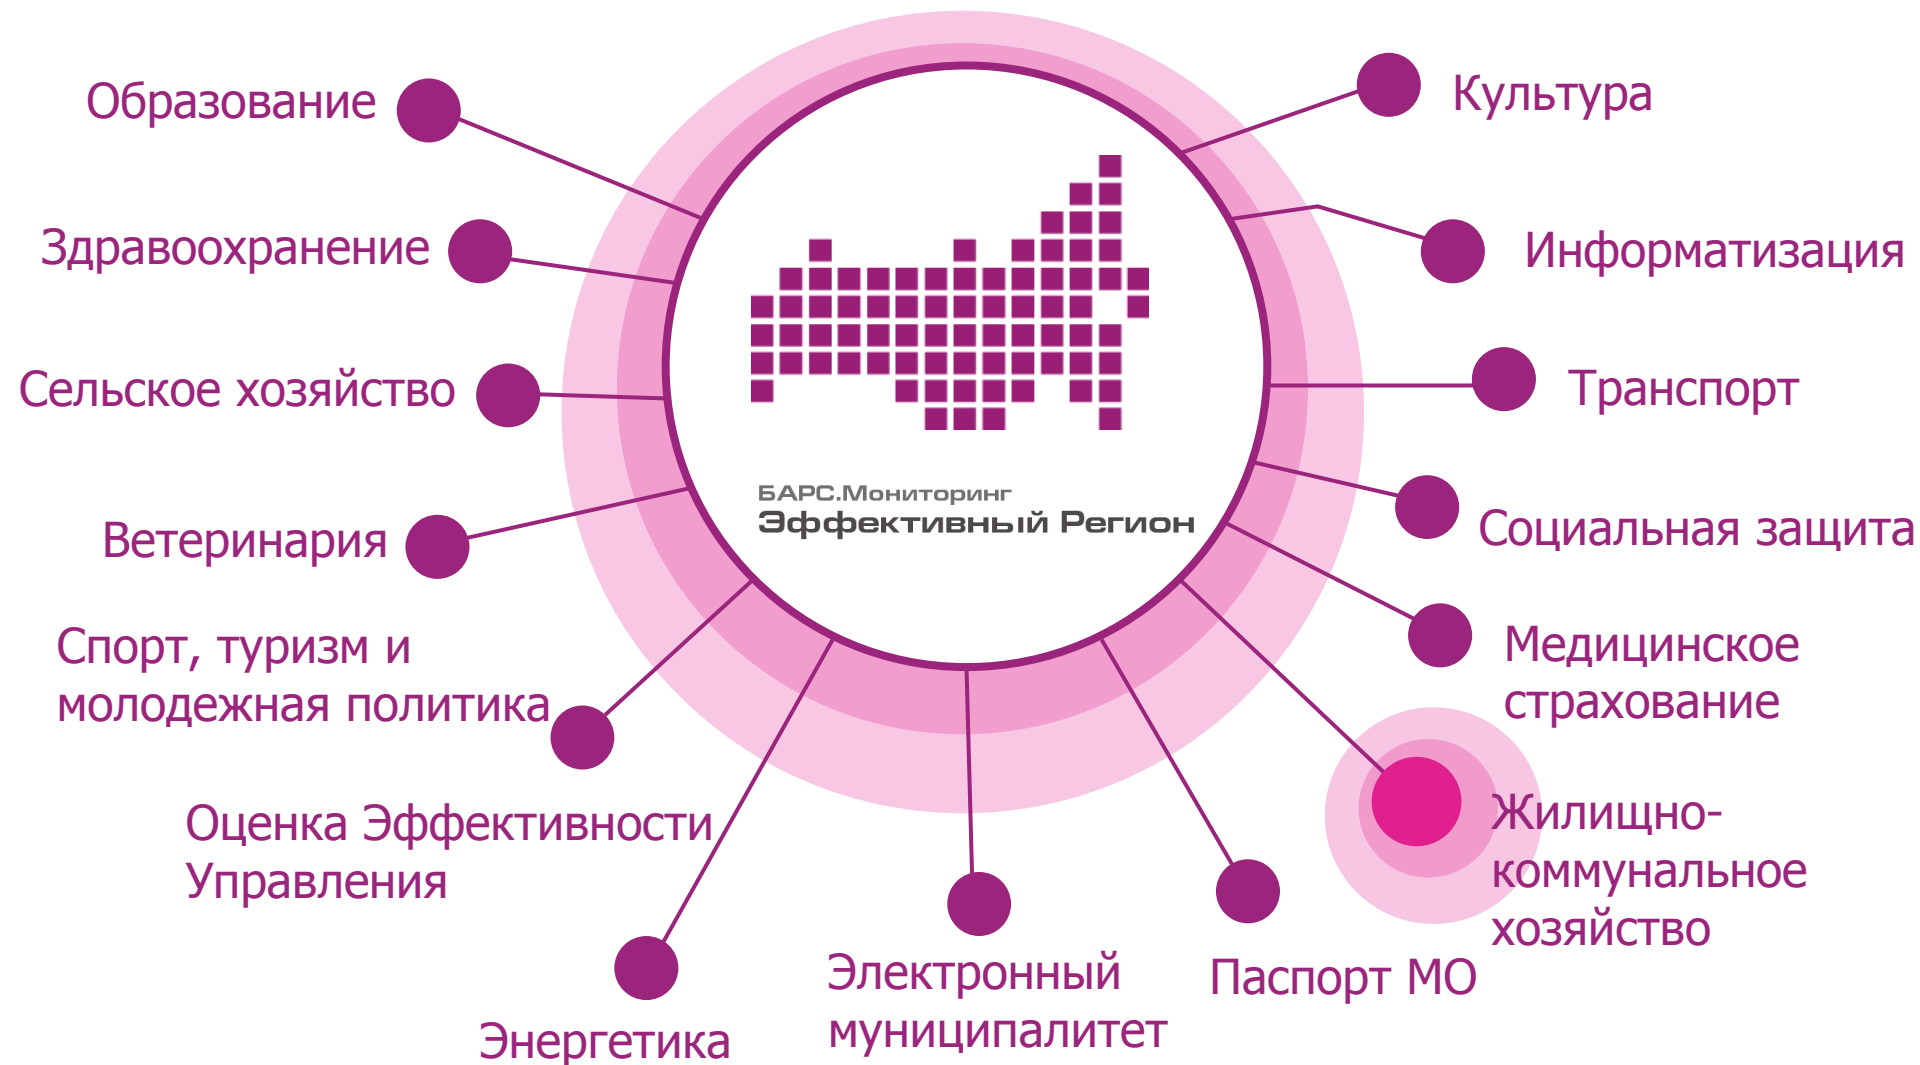 Образование
Здравоохранение
Сельское хозяйство
Ветеринария
Спорт, туризм и
молодежная политика
Оценка Эффективности
Управления
Энергетика
БАРС.Мониторинг
Эффективный Регион
Электронный
муниципалитет
Паспорт МО
Культура
Информатизация
Транспорт
Социальная защита
Медицинское
страхование
Жилищно-
коммунальное
хозяйство